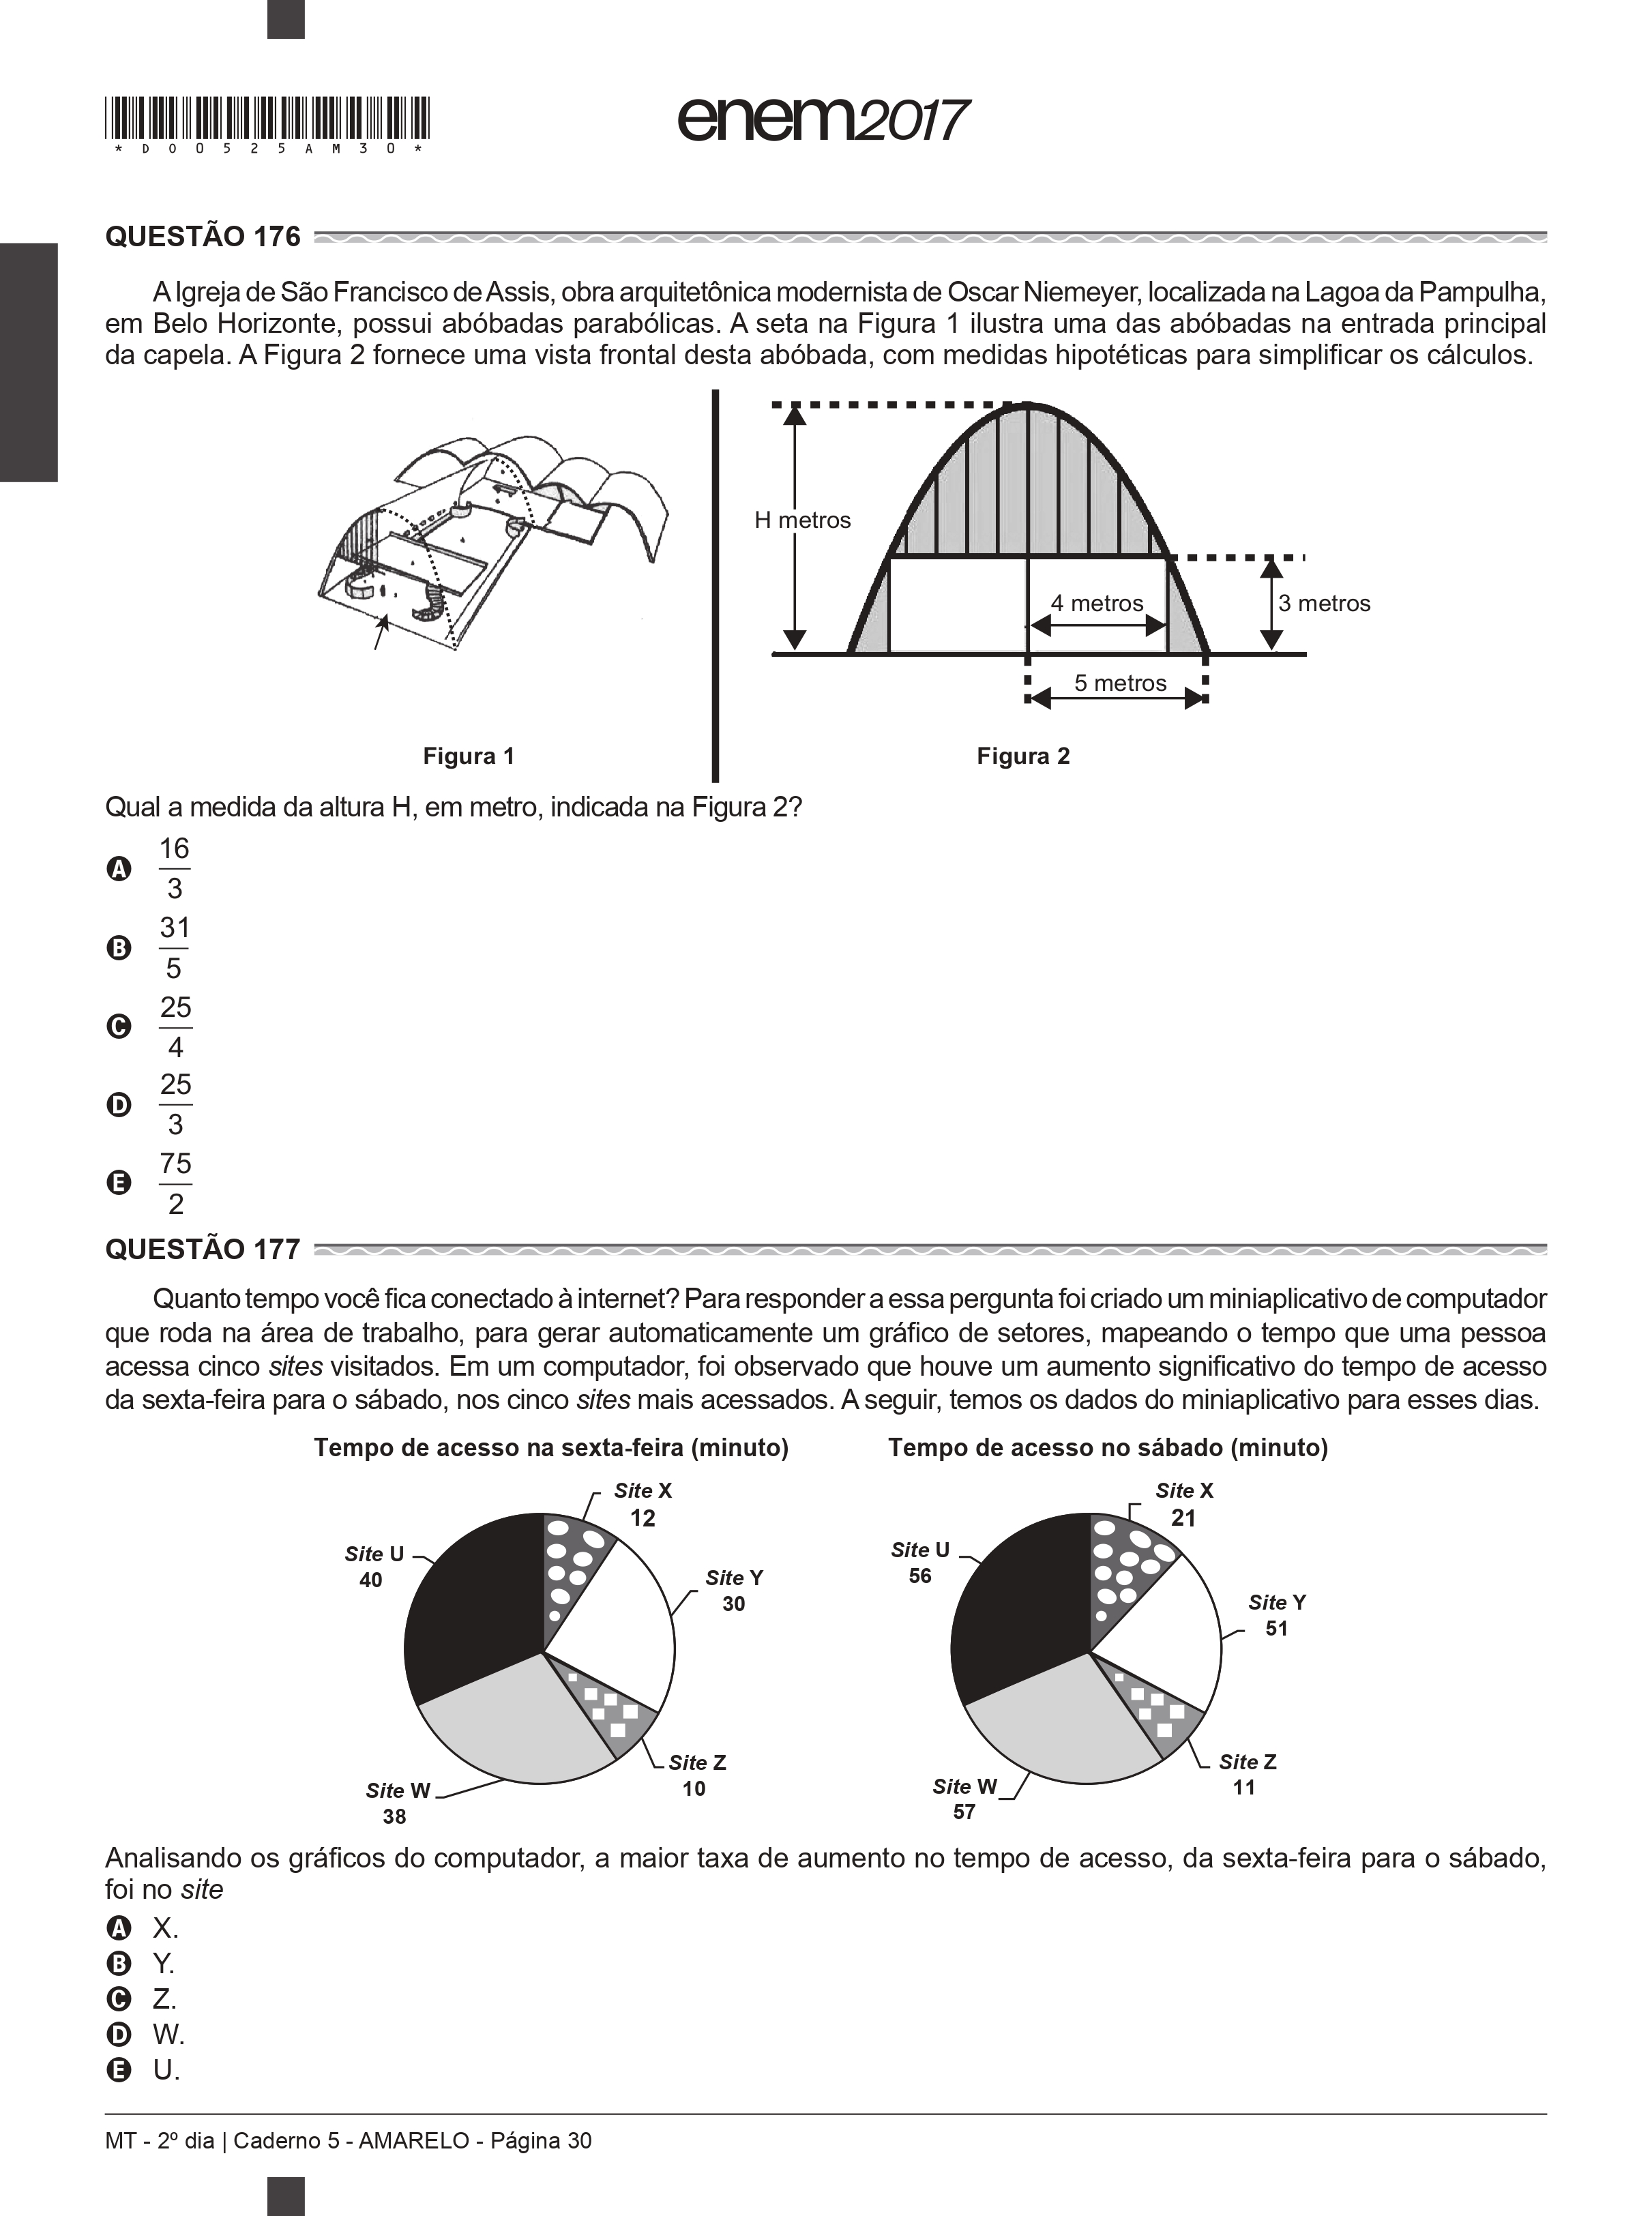 *D0525AM30*
enem2017
QUESTÃO 176
A Igreja de São Francisco de Assis, obra arquitetônica modernista de Oscar Niemeyer, localizada na Lagoa da Pampulha,
em Belo Horizonte, possui abóbadas parabólicas. A seta na Figura 1 ilustra uma das abóbadas na entrada principal
da capela. A Figura 2 fornece uma vista frontal desta abóbada, com medidas hipotéticas para simplificar os cálculos.
H metros
4 metros
3 metros
5 metros
Figura 1
Figura 2
Qual a medida da altura H, em metro, indicada na Figura 2?
A 16/3
B 31/5
C 25/4
D 25/3
E 75/2
QUESTÃO 177
Quanto tempo você fica conectado à internet? Para responder a essa pergunta foi criado um miniaplicativo de computador
que roda na área de trabalho, para gerar automaticamente um gráfico de setores, mapeando o tempo que uma pessoa
acessa cinco sites visitados. Em um computador, foi observado que houve um aumento significativo do tempo de acesso
da sexta-feira para o sábado, nos cinco sites mais acessados. A seguir, temos os dados do miniaplicativo para esses dias.
Tempo de acesso na sexta-feira (minuto)
Site X
12
Site U
40
Site Y
30
Site Z
10
Site W
38
Tempo de acesso no sábado (minuto)
Site X
21
Site U
56
Site Y
51
Site Z
11
Site W
57
Analisando os gráficos do computador, a maior taxa de aumento no tempo de acesso, da sexta-feira para o sábado,
foi no site
A X.
B Y.
C Z.
D W.
E U.
MT - 2º dia | Caderno 5 - AMARELO - Página 30